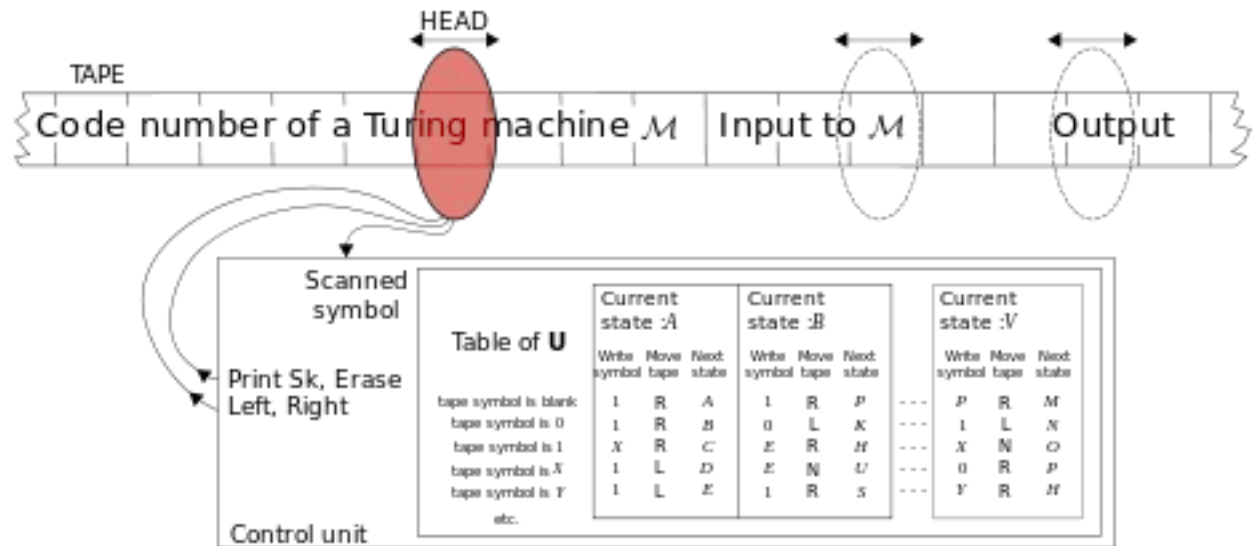 HEAD
TAPE
Code number of a Turing machine ℳ Input to ℳ Output
Scanned
symbol
Print Sk, Erase
Left, Right
Control unit
Table of U
Current Current Current
state :A state :B state :V
Write Move Next Write Move Next Write Move Next
symbol tape state symbol tape state symbol tape state
tape symbol is blank 1 R A 1 R P ---- P R M
tape symbol is 0 1 R B 0 L K ---- 1 L N
tape symbol is 1 X R C E R H ---- X N O
tape symbol is X 1 L D E N U ---- 0 R P
tape symbol is Y 1 L E 1 R S ---- Y R H
etc.